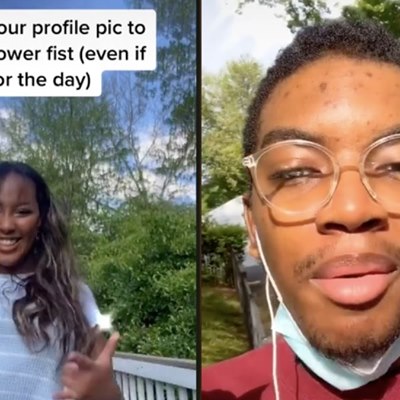 our profile pic to
ower fist (even if
or the day)